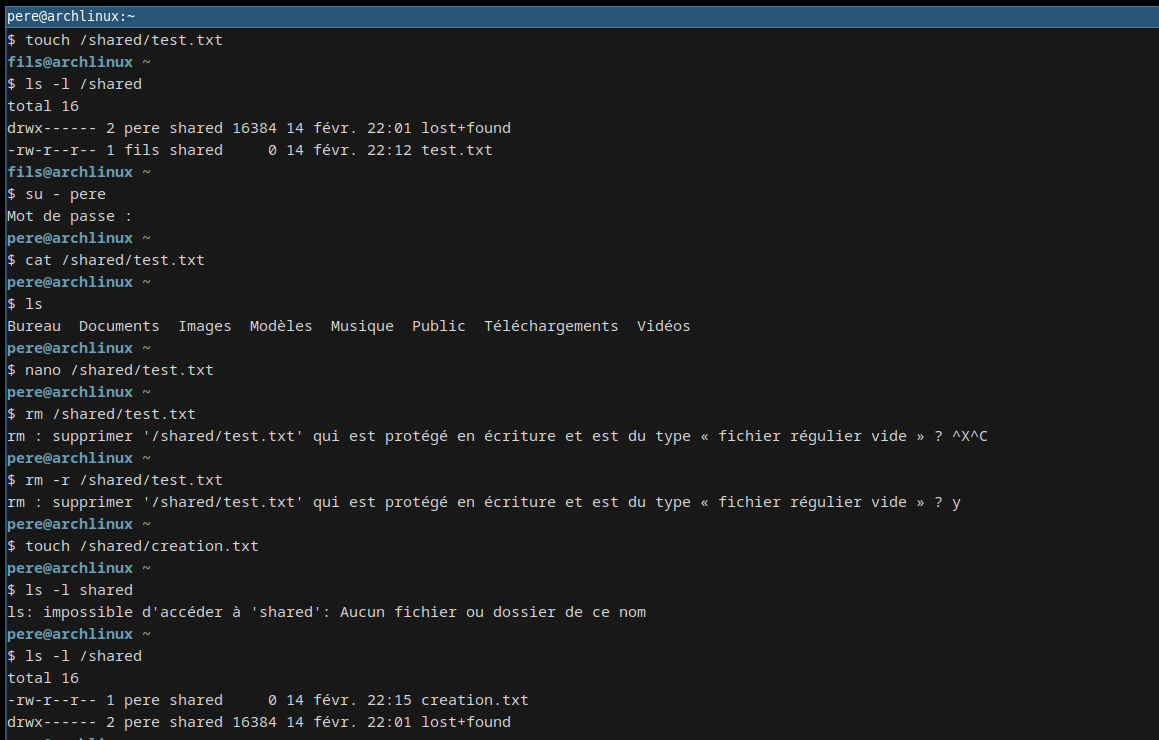 pere@archlinux:~
$ touch /shared/test.txt
fils@archlinux ~
$ ls -l /shared
total 16
drwx------ 2 pere shared 16384 14 févr. 22:01 lost+found
-rw-r--r-- 1 fils shared     0 14 févr. 22:12 test.txt
fils@archlinux ~
$ su - pere
Mot de passe :
pere@archlinux ~
$ cat /shared/test.txt
pere@archlinux ~
$ ls
Bureau  Documents  Images  Modèles  Musique  Public  Téléchargements  Vidéos
pere@archlinux ~
$ nano /shared/test.txt
pere@archlinux ~
$ rm /shared/test.txt
rm : supprimer '/shared/test.txt' qui est protégé en écriture et est du type « fichier régulier vide » ? ^X^C
pere@archlinux ~
$ rm -r /shared/test.txt
rm : supprimer '/shared/test.txt' qui est protégé en écriture et est du type « fichier régulier vide » ? y
pere@archlinux ~
$ touch /shared/creation.txt
pere@archlinux ~
$ ls -l shared
ls: impossible d'accéder à 'shared': Aucun fichier ou dossier de ce nom
pere@archlinux ~
$ ls -l /shared
total 16
-rw-r--r-- 1 pere shared     0 14 févr. 22:15 creation.txt
drwx------ 2 pere shared 16384 14 févr. 22:01 lost+found